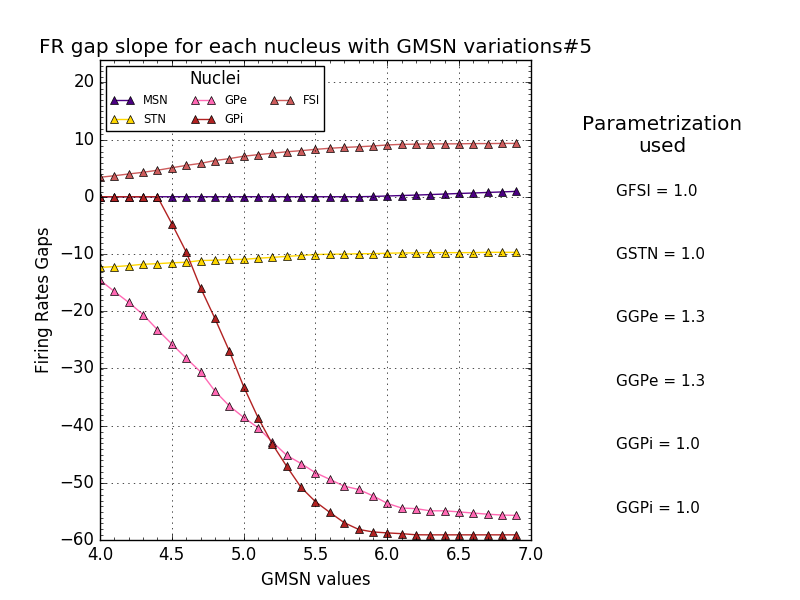 FR gap slope for each nucleus with GMSN variations#5
Nuclei
MSN GPe FSI
STN GPi
20
10
0
−10
−20
−30
−40
−50
−60
Firing Rates Gaps
4.0 4.5 5.0 5.5 6.0 6.5 7.0
GMSN values
Parametrization
used
GFSI = 1.0
GSTN = 1.0
GGPe = 1.3
GGPe = 1.3
GGPi = 1.0
GGPi = 1.0